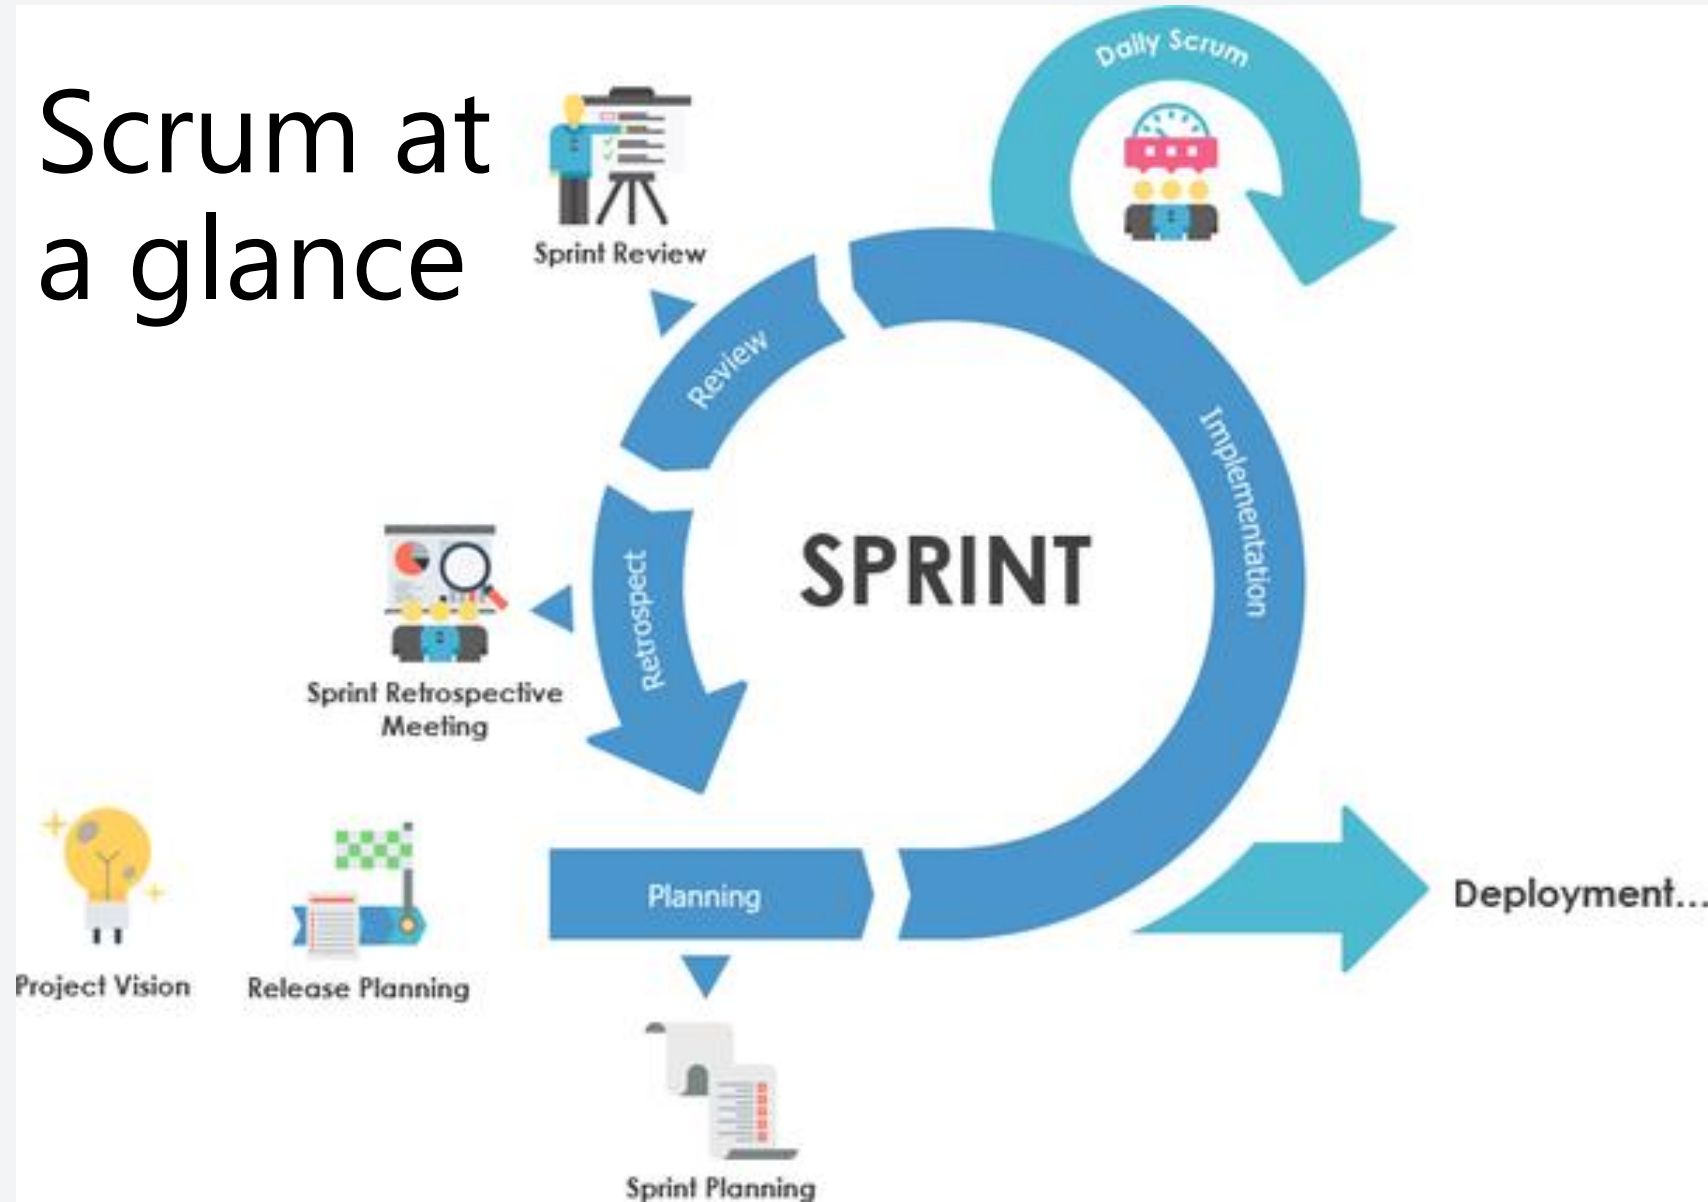 Scrum at
a glance
Daily Scrum
Sprint Review
Review
Implementation
SPRINT
Retrospect
Sprint Retrospective
Meeting
Planning
Deployment...
Project Vision
Release Planning
Sprint Planning